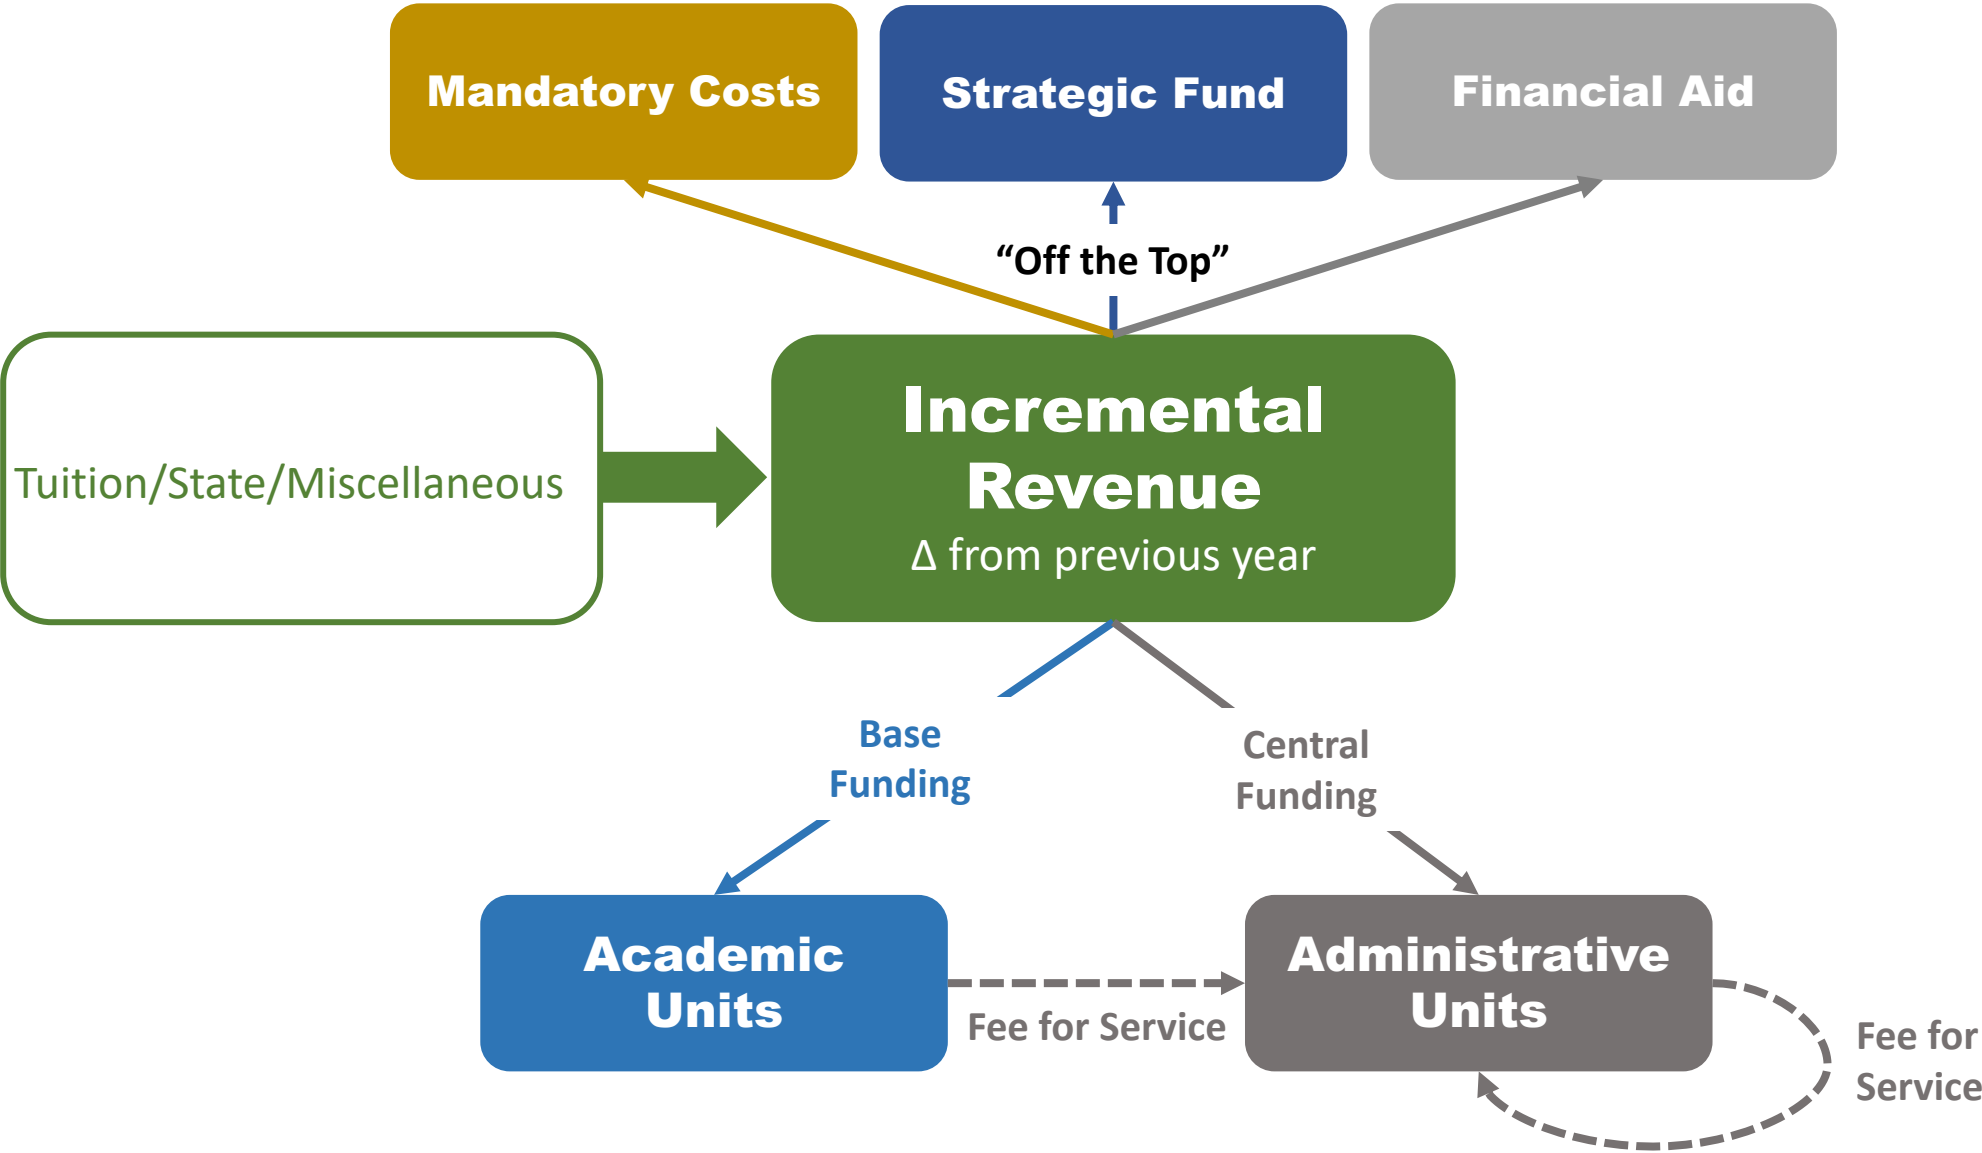 Mandatory Costs
Strategic Fund
Financial Aid
“Off the Top”
Tuition/State/Miscellaneous
Incremental
Revenue
Δ from previous year
Base
Funding
Central
Funding
Academic
Units
Fee for Service
Administrative
Units
Fee for
Service